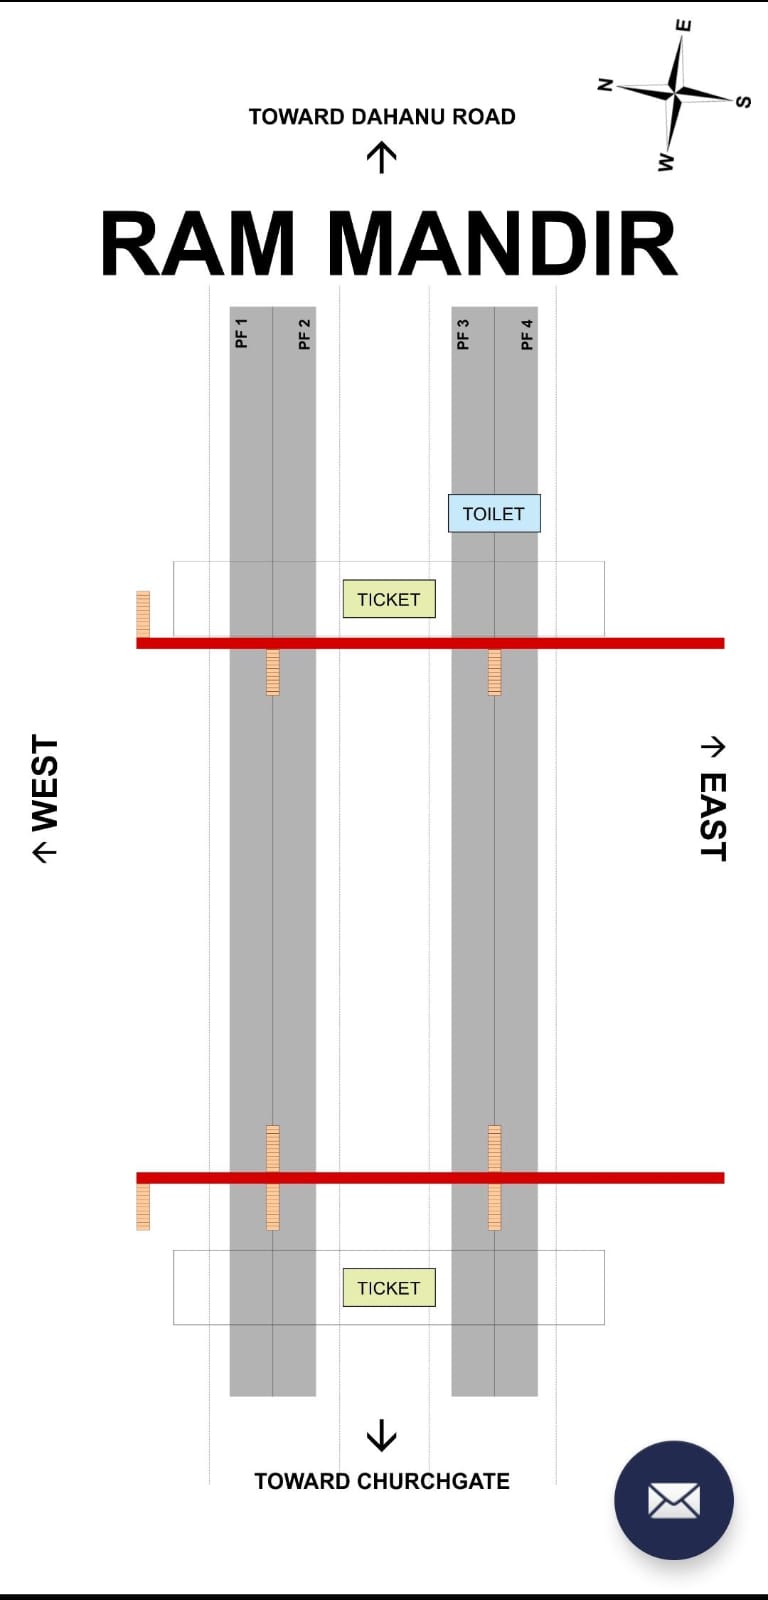 E
N
S
W
TOWARD DAHANU ROAD
↑
RAM MANDIR
PF 1
PF 2
PF 3
PF 4
TOILET
TICKET
← WEST
→ EAST
TICKET
↓
TOWARD CHURCHGATE